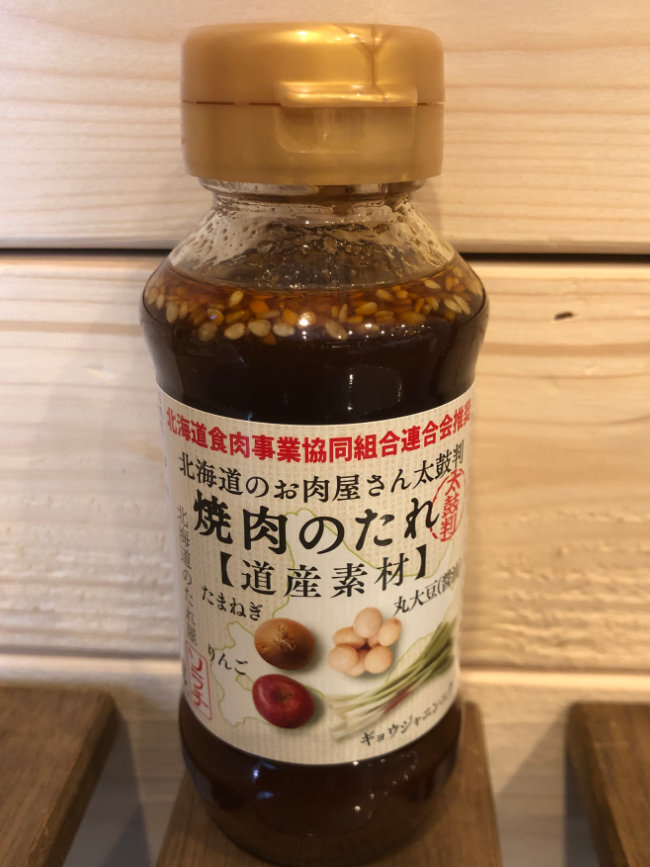 北海道食肉事業協同組合連合会推奨
北海道のお肉屋さん太鼓判
焼肉のたれ
太鼓判
【道産素材】
たまねぎ
丸大豆(醤油)
りんご
ギョウジャニンニク
北海道のたれ屋
ソラチ